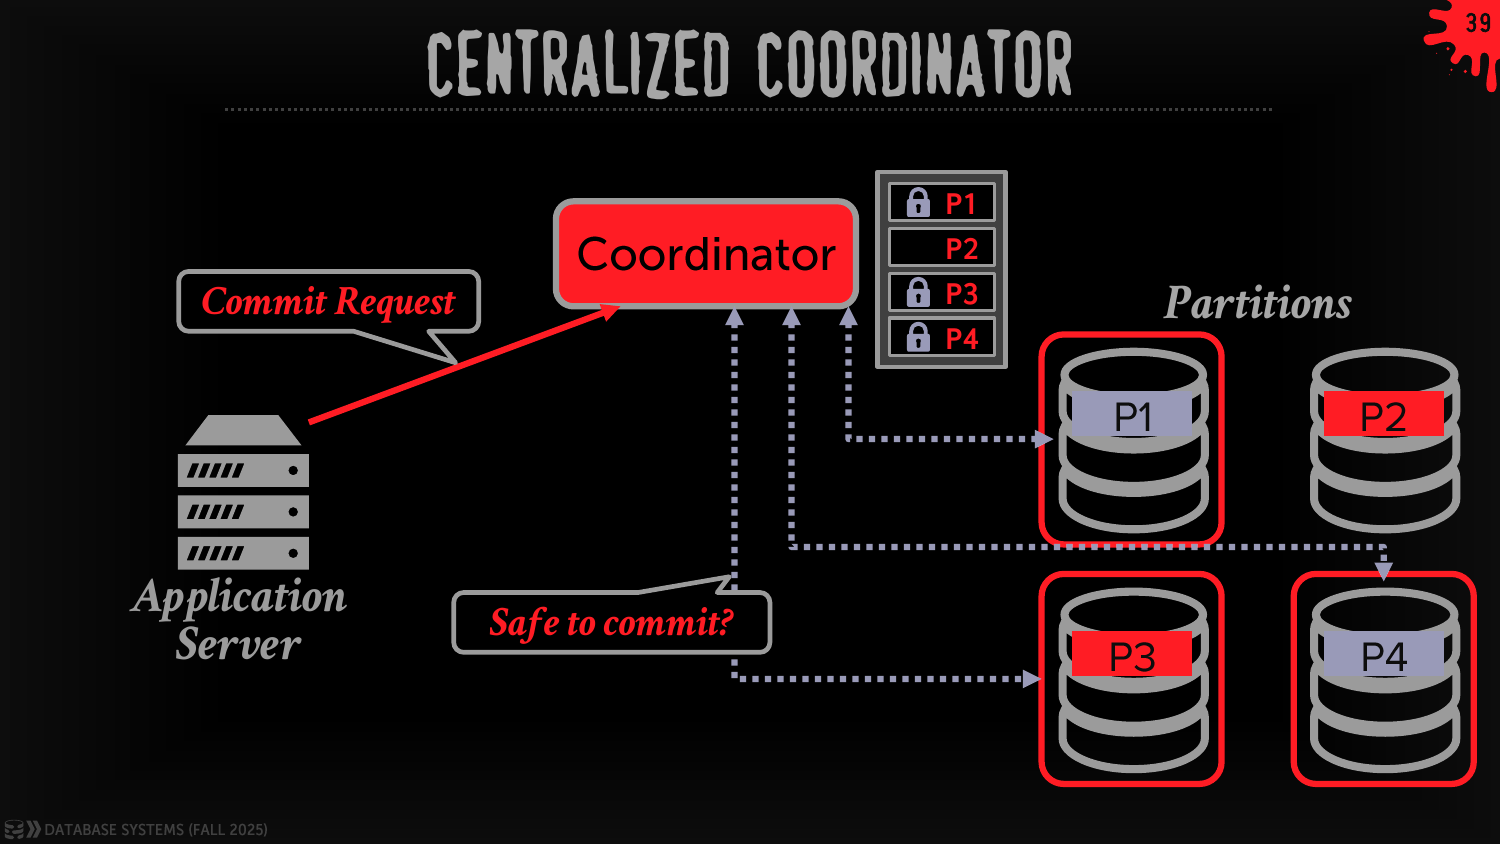 39
CENTRALIZED COORDINATOR
Coordinator
P1
P2
P3
P4
Commit Request
Partitions
P1
P2
Application
Server
Safe to commit?
P3
P4
DATABASE SYSTEMS (FALL 2025)